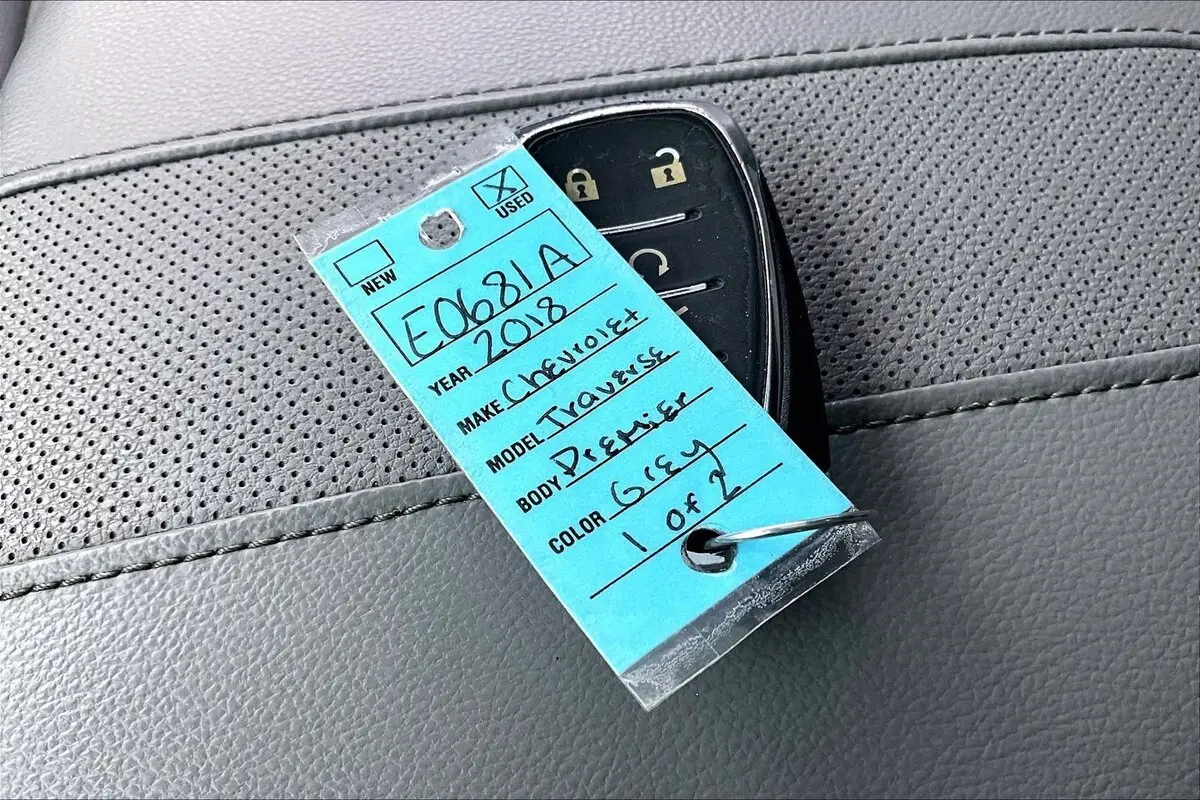 X
USED
NEW
E0681A
YEAR 2018
MAKE Chevrolet
MODEL Traverse
BODY Premier
COLOR Grey
1 of 2